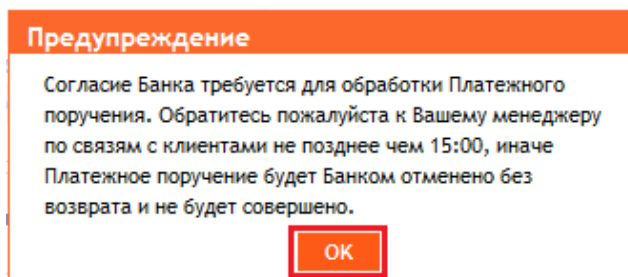 Предупреждение
Согласие Банка требуется для обработки Платежного
поручения. Обратитесь пожалуйста к Вашему менеджеру
по связям с клиентами не позднее чем 15:00, иначе
Платежное поручение будет Банком отменено без
возврата и не будет совершено.
OK